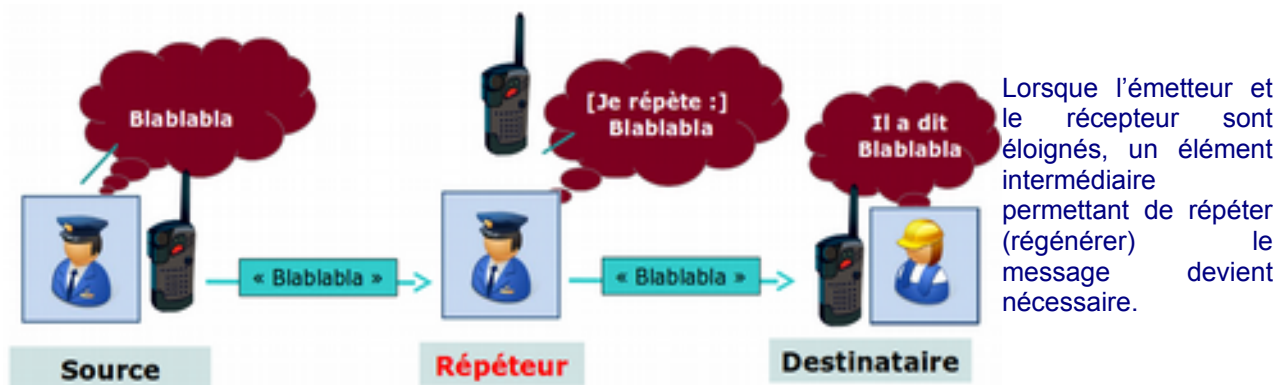 Blablabla
[Je répète :]
Blablabla
Il a dit
Blablabla
« Blablabla »
« Blablabla »
Source
Répéteur
Destinataire
Lorsque l’émetteur et
le récepteur sont
éloignés, un élément
intermédiaire
permettant de répéter
(régénérer) le
message devient
nécessaire.